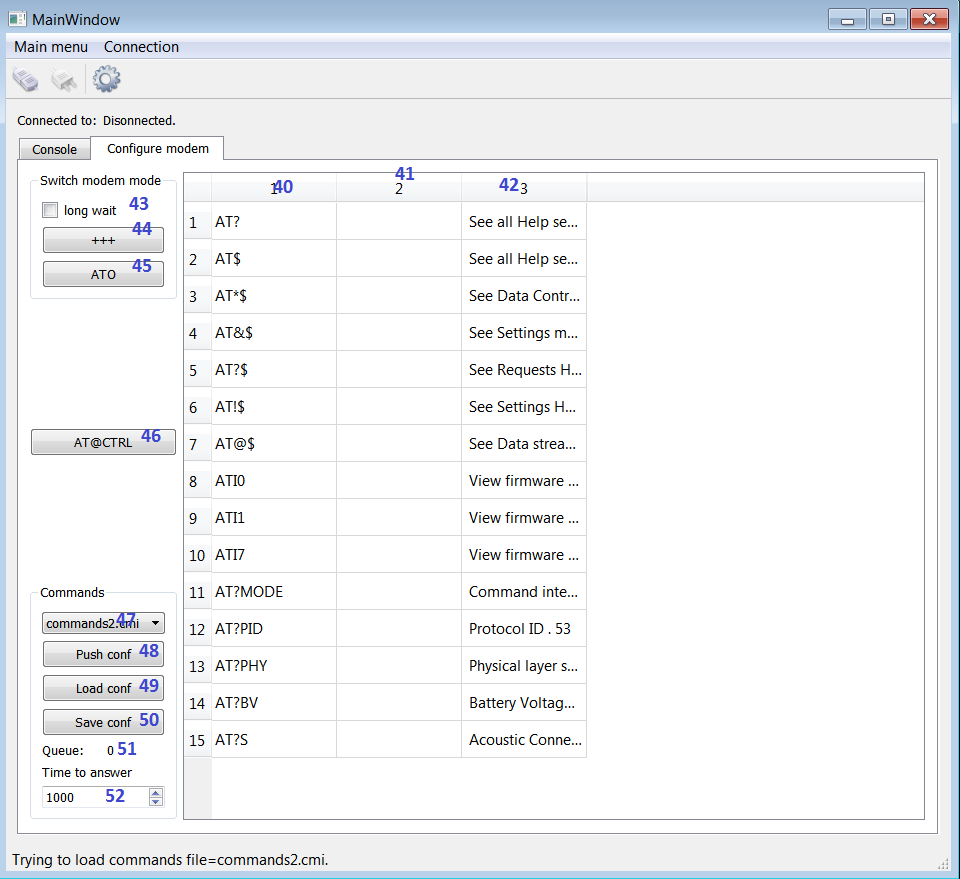 MainWindow
Main menu Connection
Connected to: Disonnected.
Console Configure modem
Switch modem mode
long wait 43
+++ 44
ATO 45
AT@CTRL 46
Commands
commands2.cmi 47
Push conf 48
Load conf 49
Save conf 50
Queue: 0 51
Time to answer
1000 52
1 40 2 41 42 3
1 AT? See all Help se...
2 AT$ See all Help se...
3 AT*$ See Data Contr...
4 AT&$ See Settings m...
5 AT?$ See Requests H...
6 AT!$ See Settings H...
7 AT@$ See Data strea...
8 ATI0 View firmware ...
9 ATI1 View firmware ...
10 ATI7 View firmware ...
11 AT?MODE Command inte...
12 AT?PID Protocol ID . 53
13 AT?PHY Physical layer s...
14 AT?BV Battery Voltag...
15 AT?S Acoustic Conne...
Trying to load commands file=commands2.cmi.